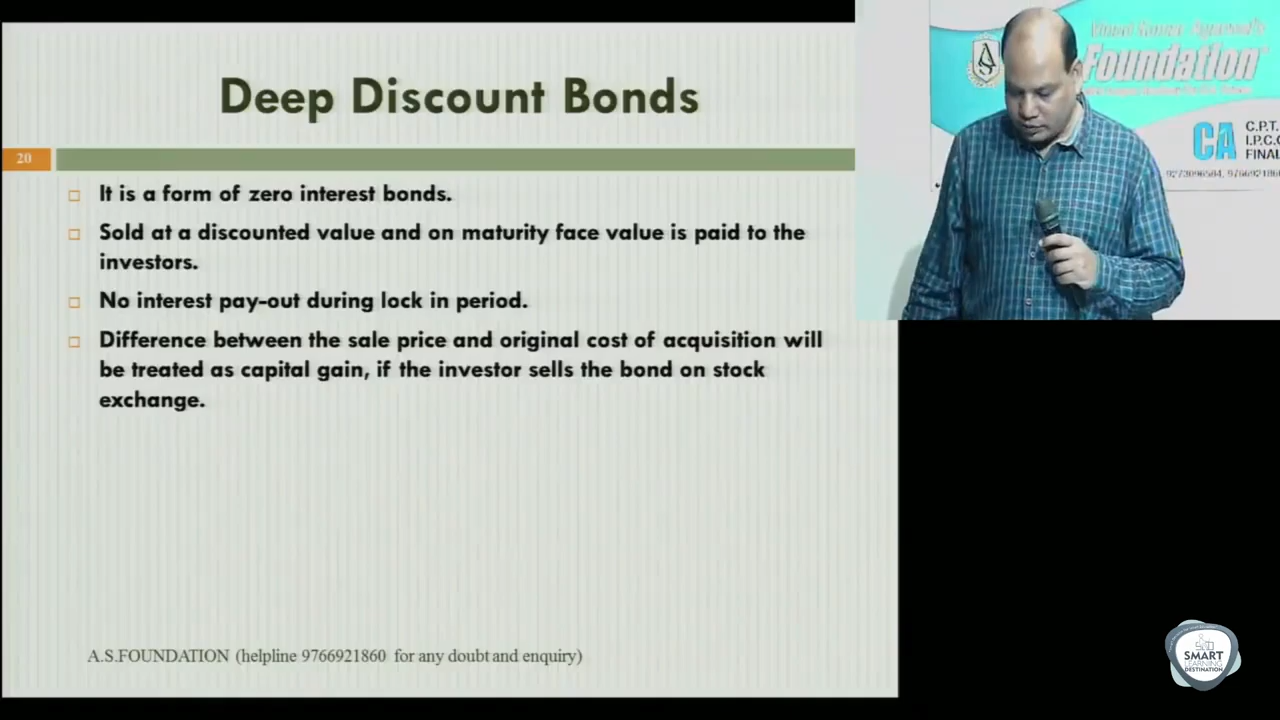 Deep Discount Bonds
20
It is a form of zero interest bonds.
Sold at a discounted value and on maturity face value is paid to the
investors.
No interest pay-out during lock in period.
Difference between the sale price and original cost of acquisition will
be treated as capital gain, if the investor sells the bond on stock
exchange.
A.S.FOUNDATION (helpline 9766921860 for any doubt and enquiry)
Foundation
CA
C.P.T.
I.P.C.C
FINAL
SMART
LEARNING
DESTINATION